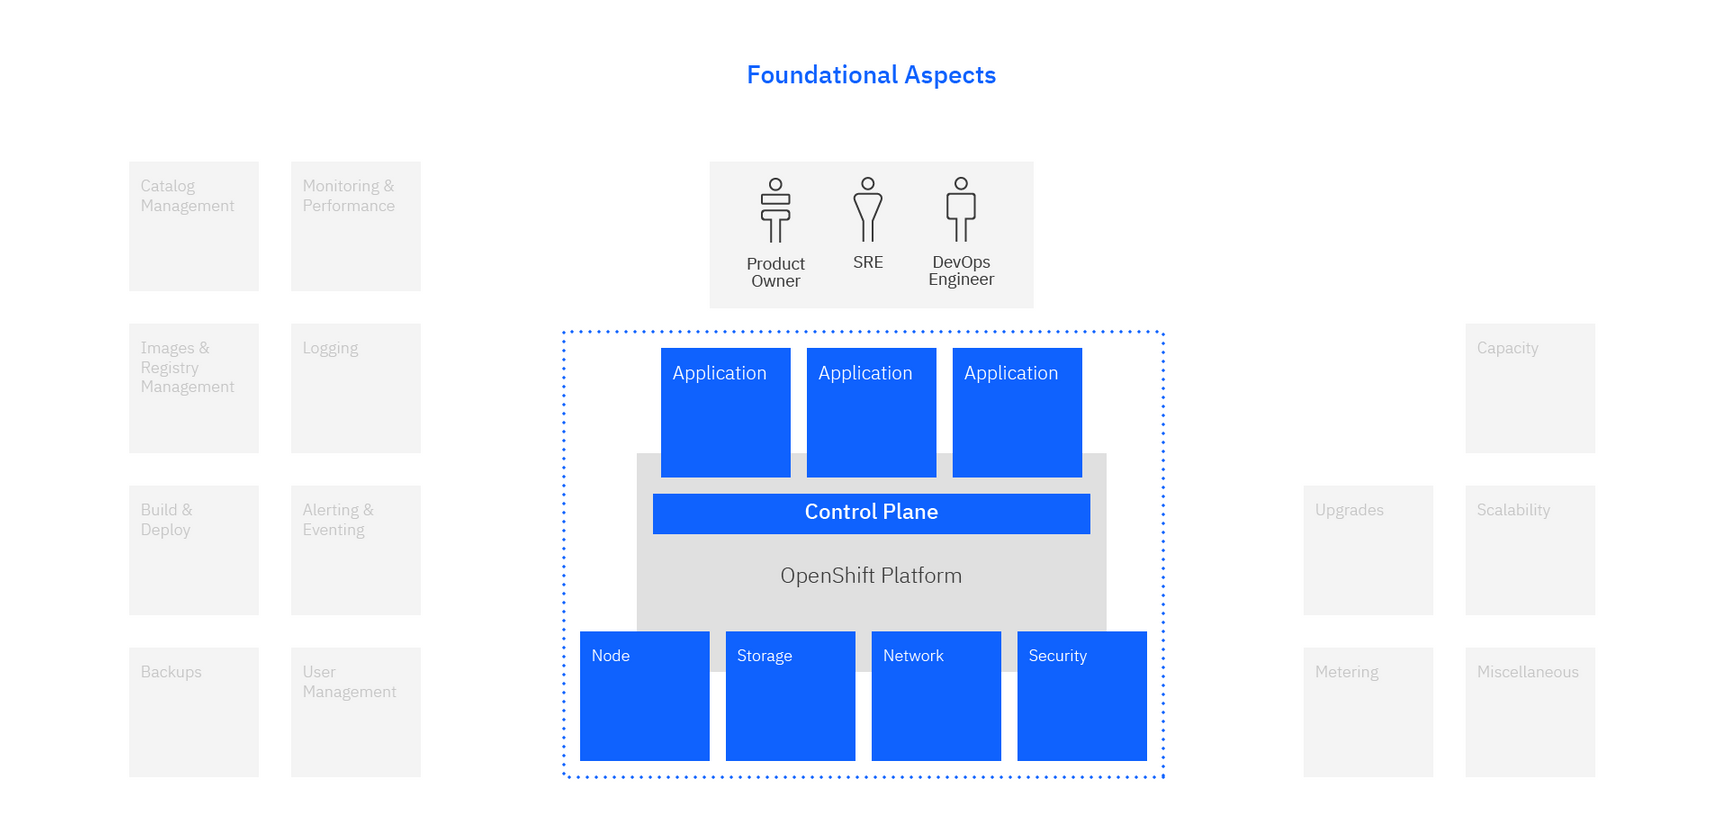 Foundational Aspects
Catalog
Management
Monitoring &
Performance
Images &
Registry
Management
Logging
Build &
Deploy
Alerting &
Eventing
Backups
User
Management
Product
Owner
SRE
DevOps
Engineer
Application
Application
Application
Control Plane
OpenShift Platform
Node
Storage
Network
Security
Capacity
Upgrades
Scalability
Metering
Miscellaneous